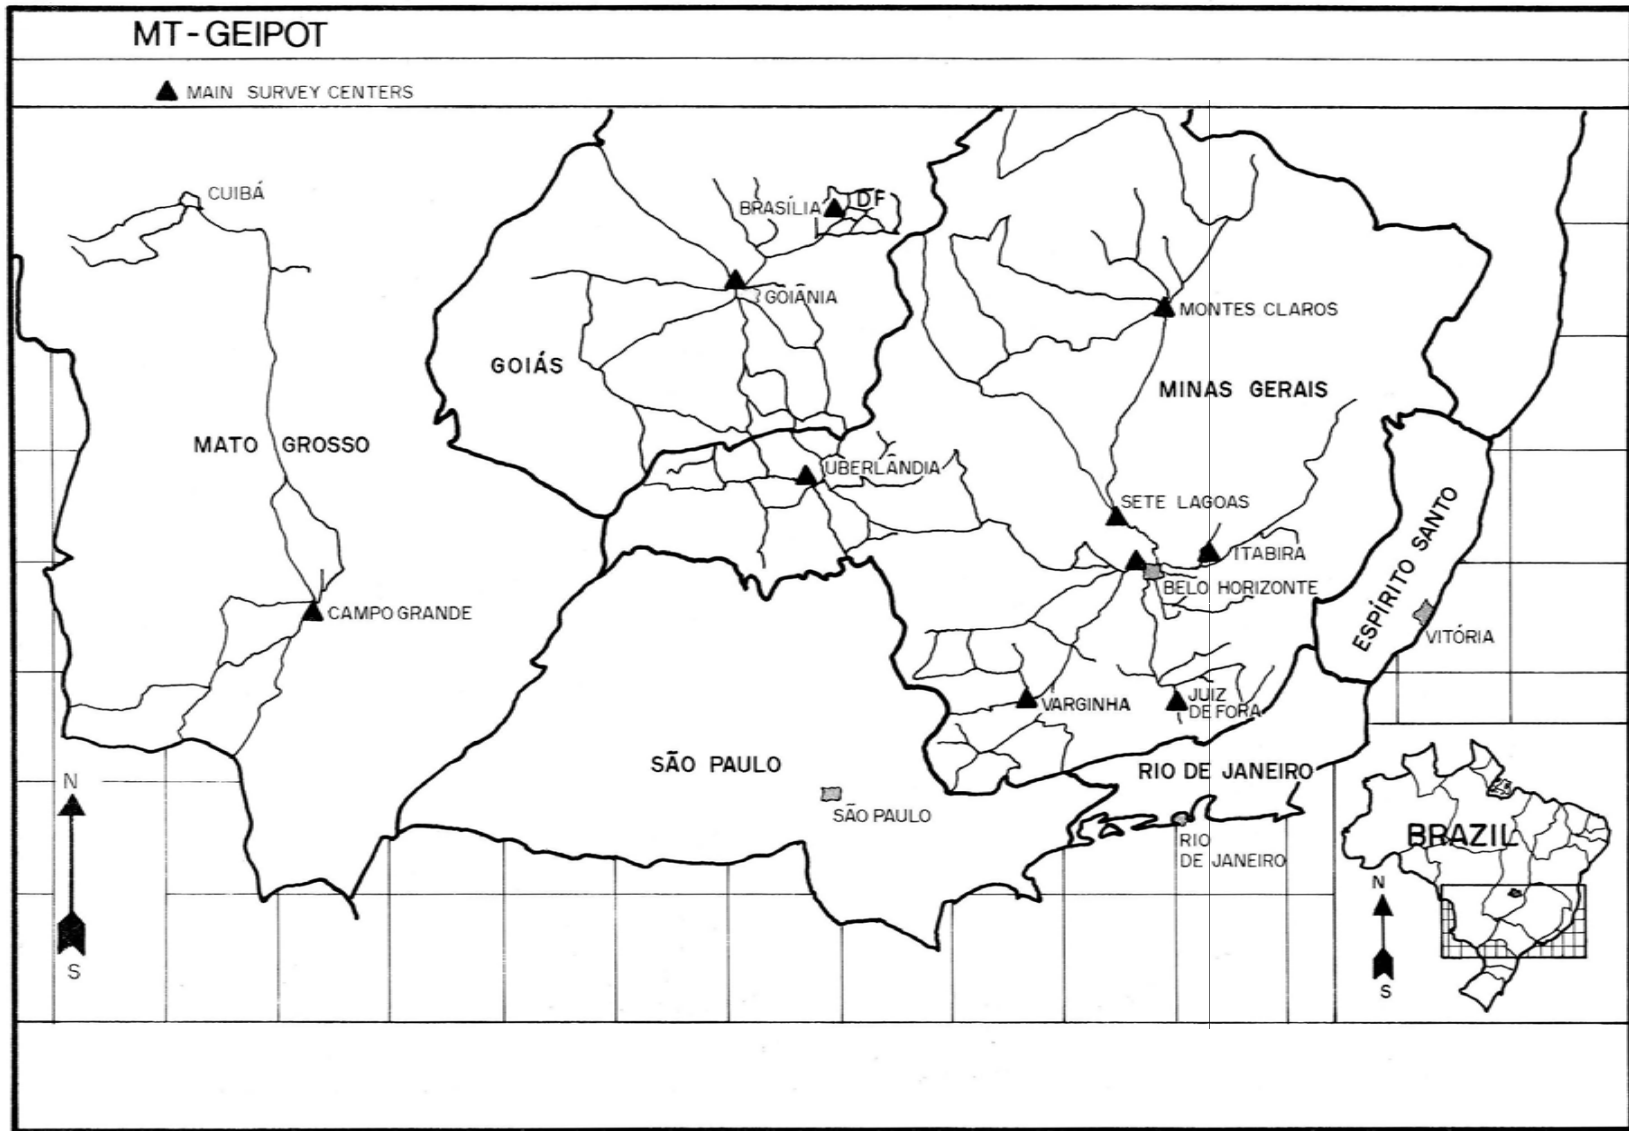 MT-GEIPOT
▲ MAIN SURVEY CENTERS
CUIBÁ
BRASÍLIA
DF
GOIÂNIA
MONTES CLAROS
GOIÁS
MINAS GERAIS
MATO GROSSO
UBERLÂNDIA
SETE LAGOAS
ITABIRA
BELO HORIZONTE
ESPÍRITO SANTO
VITÓRIA
CAMPO GRANDE
VARGINHA
JUIZ
DE FORA
SÃO PAULO
RIO DE JANEIRO
SÃO PAULO
RIO
DE JANEIRO
N
S
BRAZIL
N
S